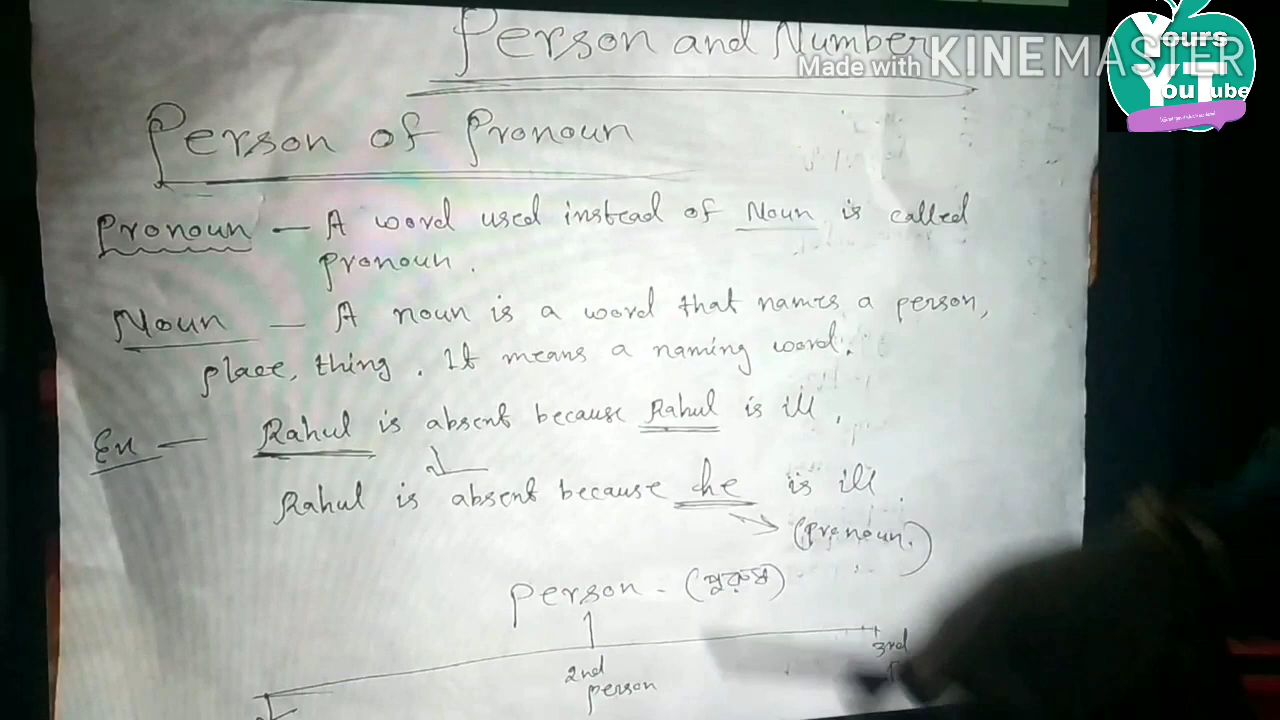 Person and Number
Made with KINEMASTER
Yours
YouTube
Person of Pronoun
Pronoun — A word used instead of Noun is called
pronoun.
Noun — A noun is a word that names a person,
place, thing. It means a naming word.
Ex — Rahul is absent because Rahul is ill.
Rahul is absent because he is ill.
(Pronoun.)
person - (পুরুষ)
3rd
2nd
person